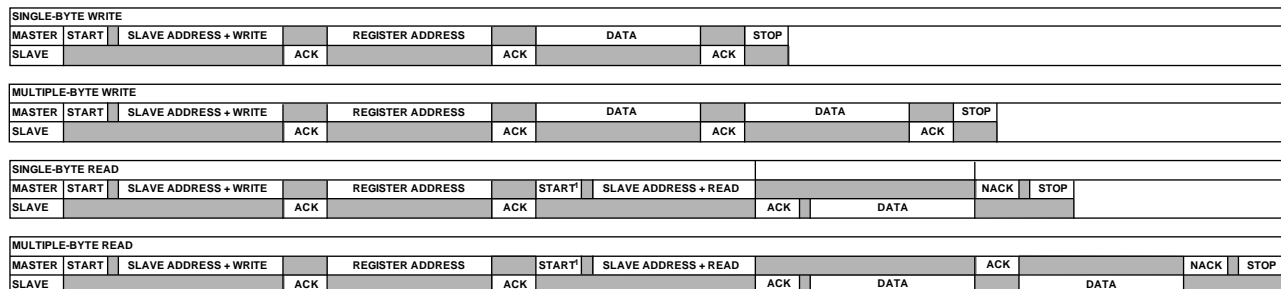 SINGLE-BYTE WRITE
MASTER START SLAVE ADDRESS + WRITE REGISTER ADDRESS DATA STOP
SLAVE ACK ACK ACK
MULTIPLE-BYTE WRITE
MASTER START SLAVE ADDRESS + WRITE REGISTER ADDRESS DATA DATA STOP
SLAVE ACK ACK ACK ACK
SINGLE-BYTE READ
MASTER START SLAVE ADDRESS + WRITE REGISTER ADDRESS START¹ SLAVE ADDRESS + READ NACK STOP
SLAVE ACK ACK ACK DATA
MULTIPLE-BYTE READ
MASTER START SLAVE ADDRESS + WRITE REGISTER ADDRESS START¹ SLAVE ADDRESS + READ ACK NACK STOP
SLAVE ACK ACK ACK DATA DATA